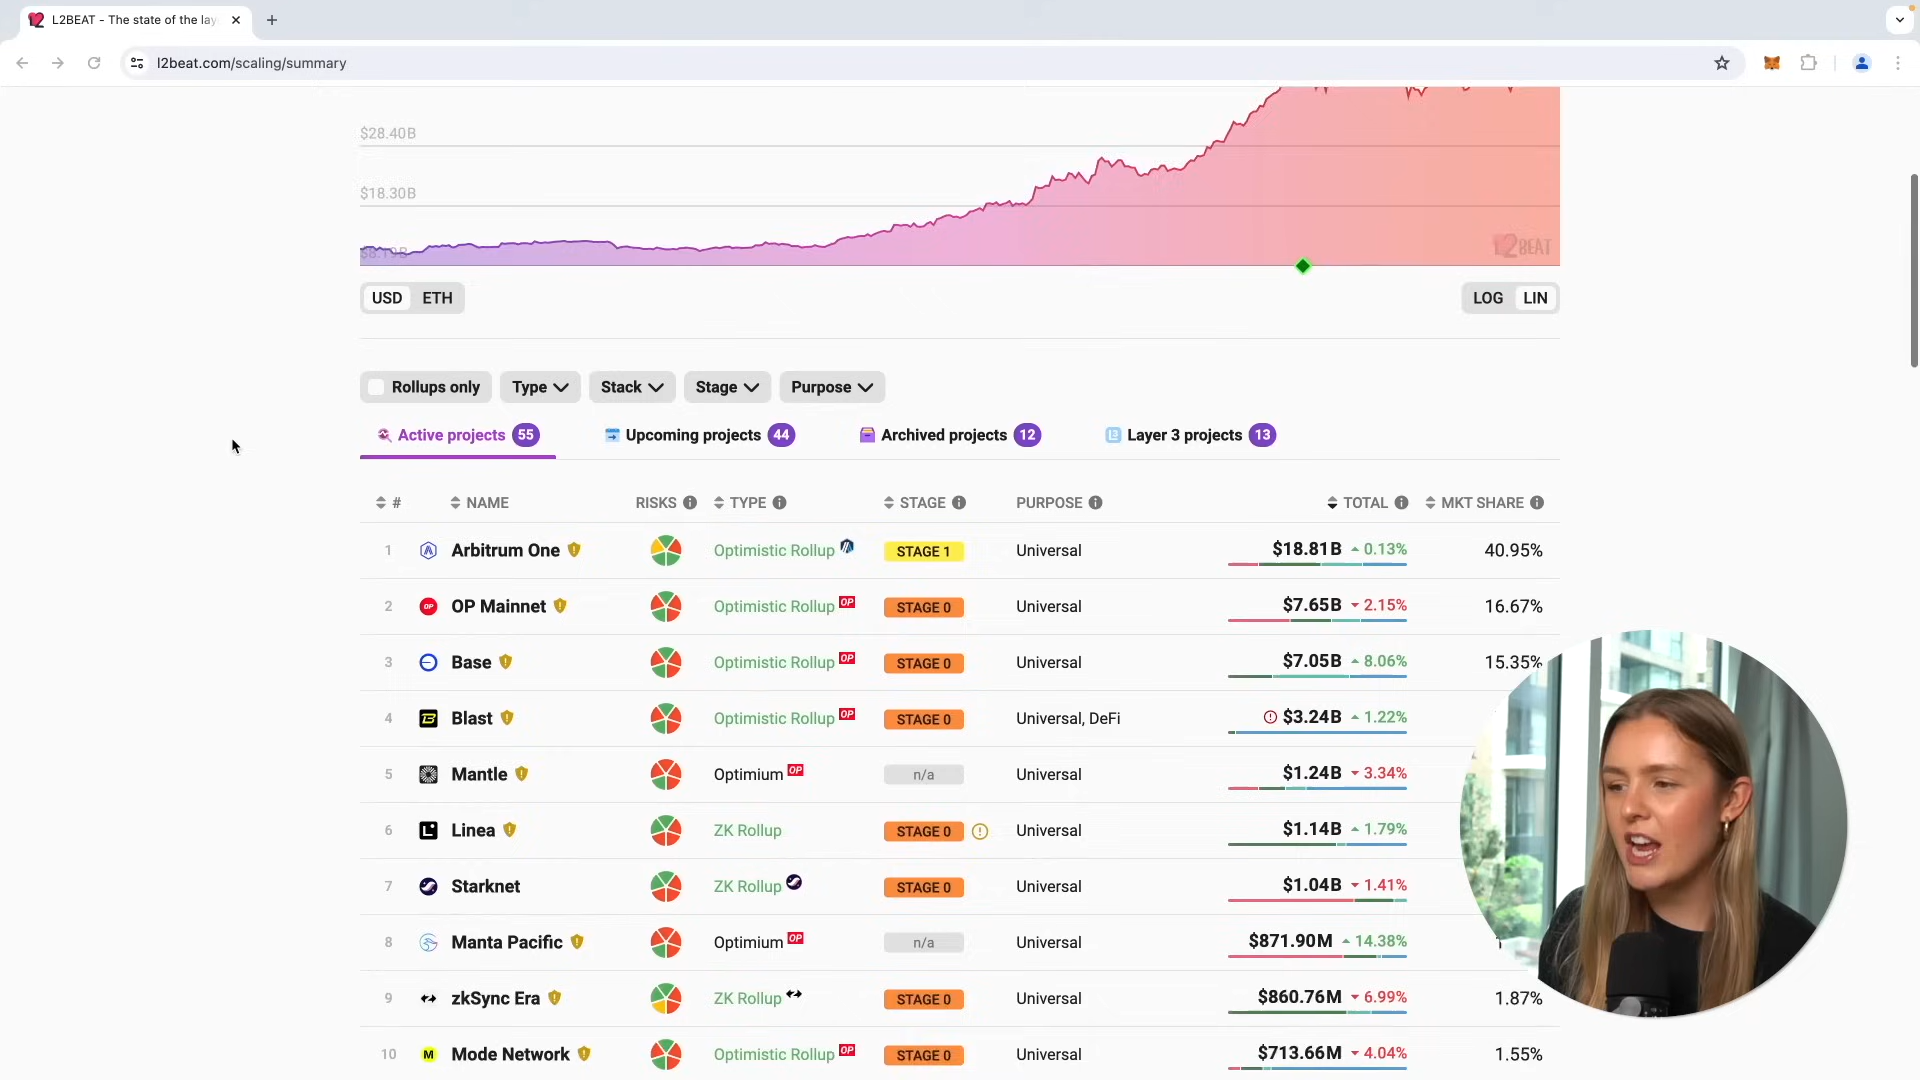 L2BEAT - The state of the lay
l2beat.com/scaling/summary
$28.40B
$18.30B
$8.19B
L2BEAT
USD ETH
LOG LIN
Rollups only Type Stack Stage Purpose
Active projects 55 Upcoming projects 44 Archived projects 12 Layer 3 projects 13
# NAME RISKS TYPE STAGE PURPOSE TOTAL MKT SHARE
1 Arbitrum One Optimistic Rollup STAGE 1 Universal $18.81B 0.13% 40.95%
2 OP OP Mainnet Optimistic Rollup OP STAGE 0 Universal $7.65B 2.15% 16.67%
3 Base Optimistic Rollup OP STAGE 0 Universal $7.05B 8.06% 15.35%
4 Blast Optimistic Rollup OP STAGE 0 Universal, DeFi $3.24B 1.22%
5 Mantle Optimium OP n/a Universal $1.24B 3.34%
6 Linea ZK Rollup STAGE 0 Universal $1.14B 1.79%
7 Starknet ZK Rollup STAGE 0 Universal $1.04B 1.41%
8 Manta Pacific Optimium OP n/a Universal $871.90M 14.38%
9 zkSync Era ZK Rollup STAGE 0 Universal $860.76M 6.99% 1.87%
10 M Mode Network Optimistic Rollup OP STAGE 0 Universal $713.66M 4.04% 1.55%